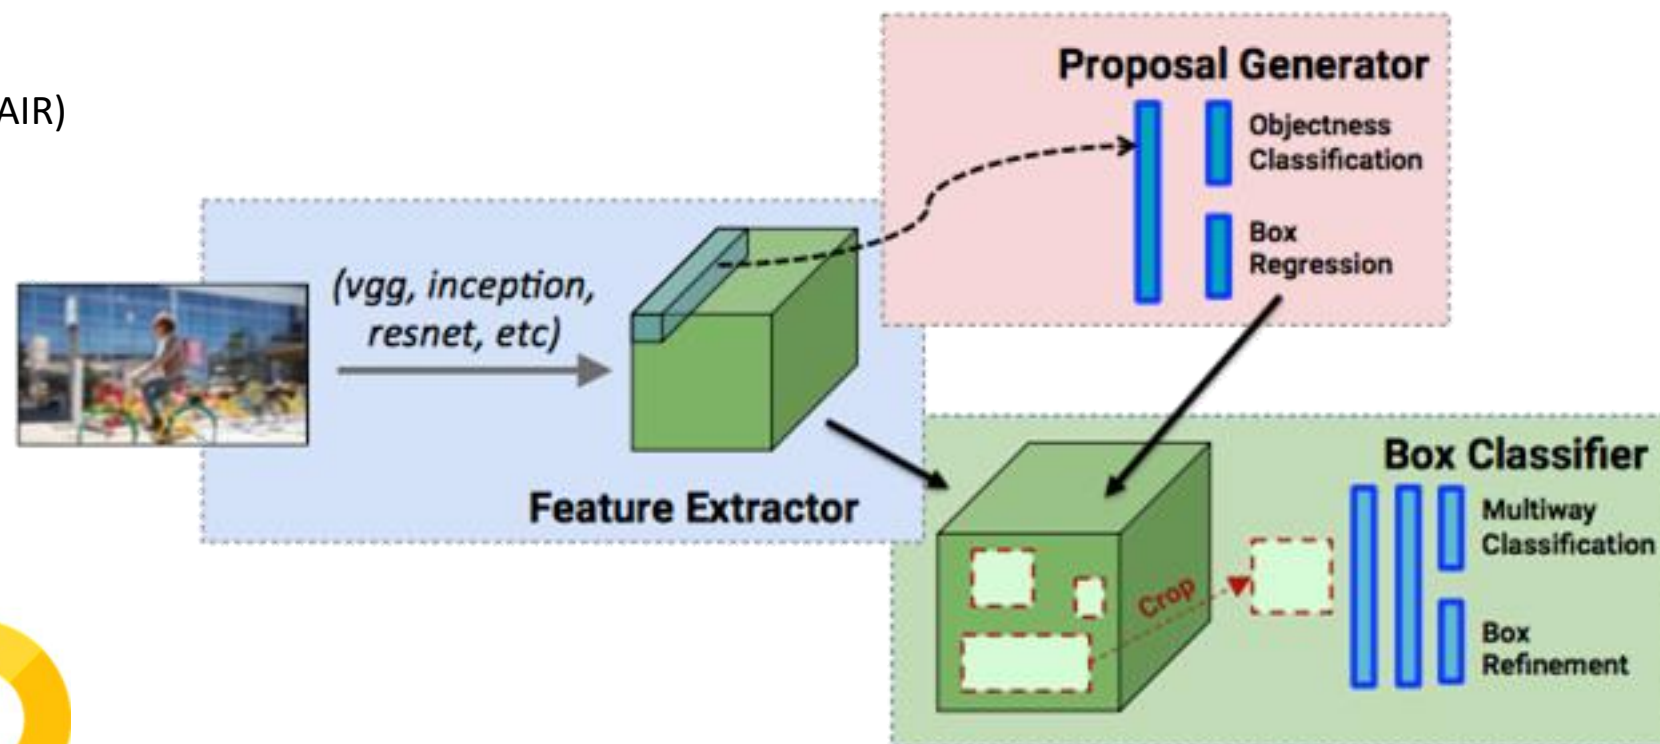 AIR)
Proposal Generator
Objectness
Classification
Box
Regression
(vgg, inception,
resnet, etc)
Feature Extractor
Box Classifier
Multiway
Classification
Crop
Box
Refinement